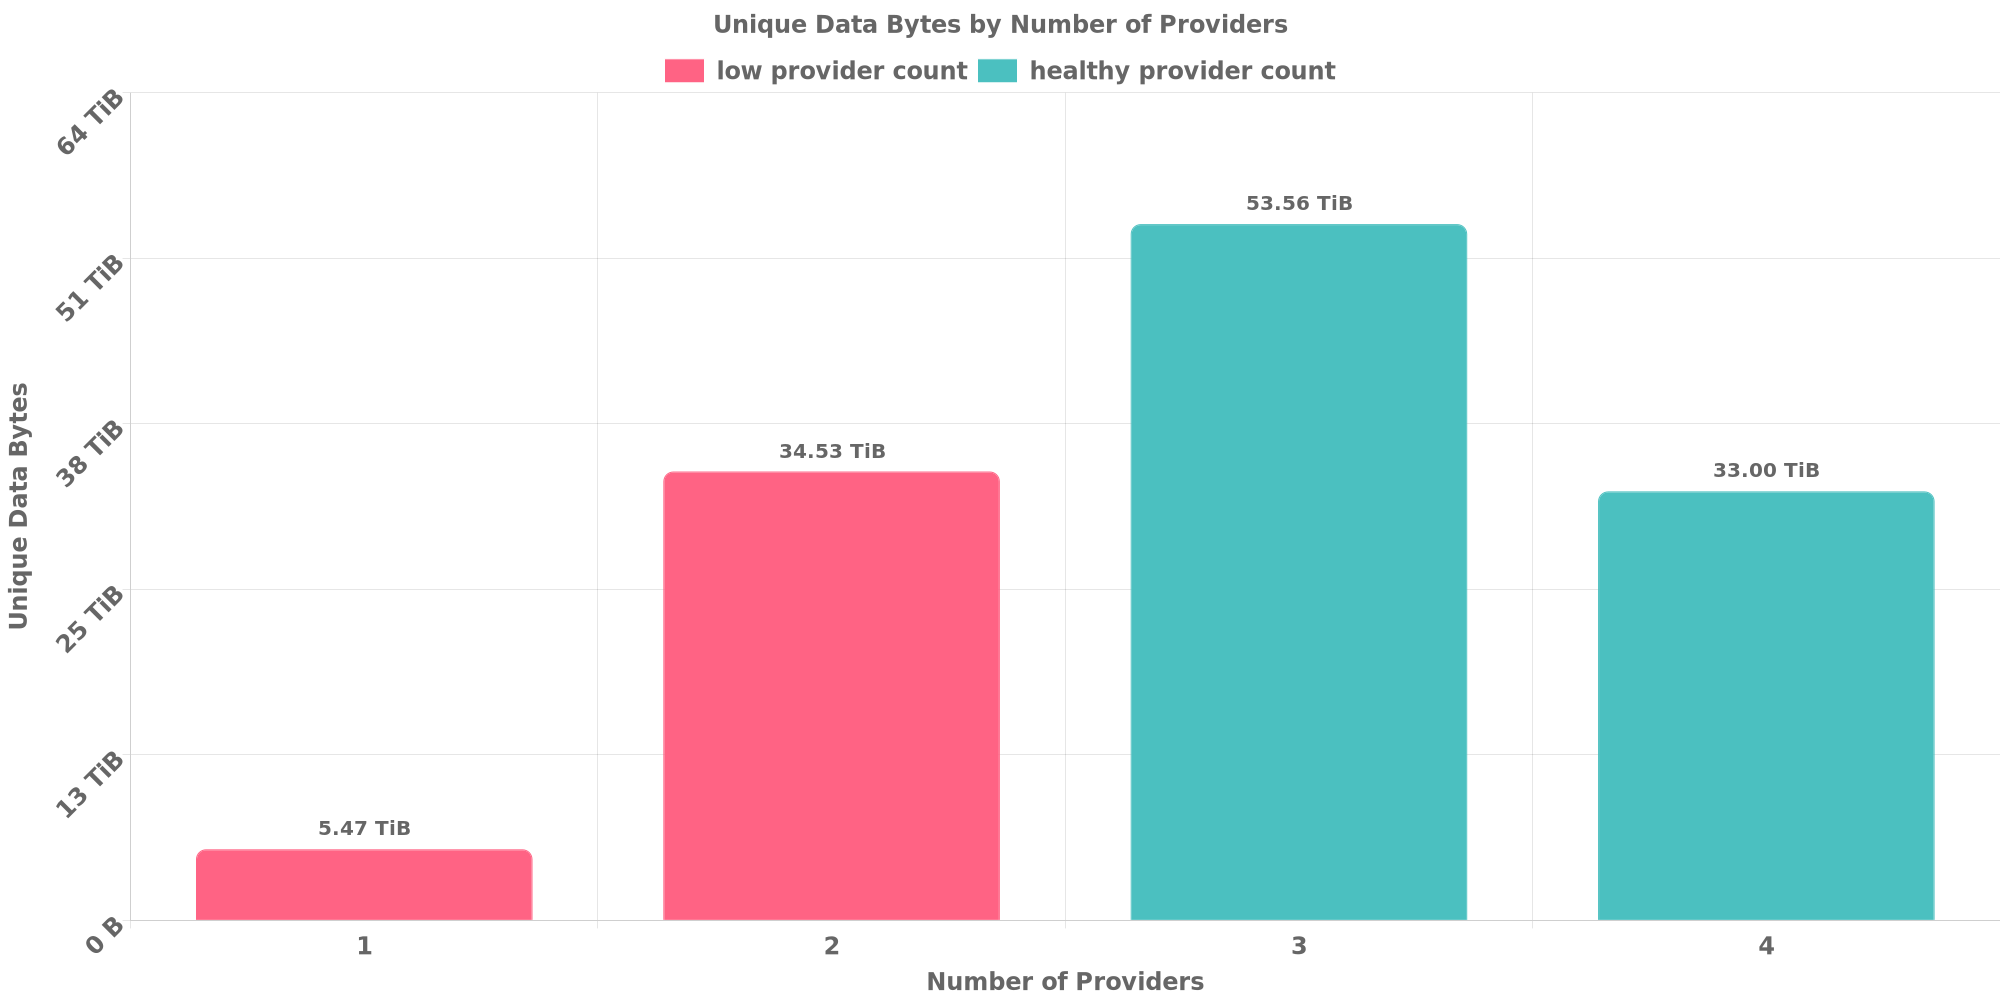 Unique Data Bytes by Number of Providers
low provider count healthy provider count
64 TiB
51 TiB
38 TiB
25 TiB
13 TiB
0 B
Unique Data Bytes
5.47 TiB
34.53 TiB
53.56 TiB
33.00 TiB
1 2 3 4
Number of Providers